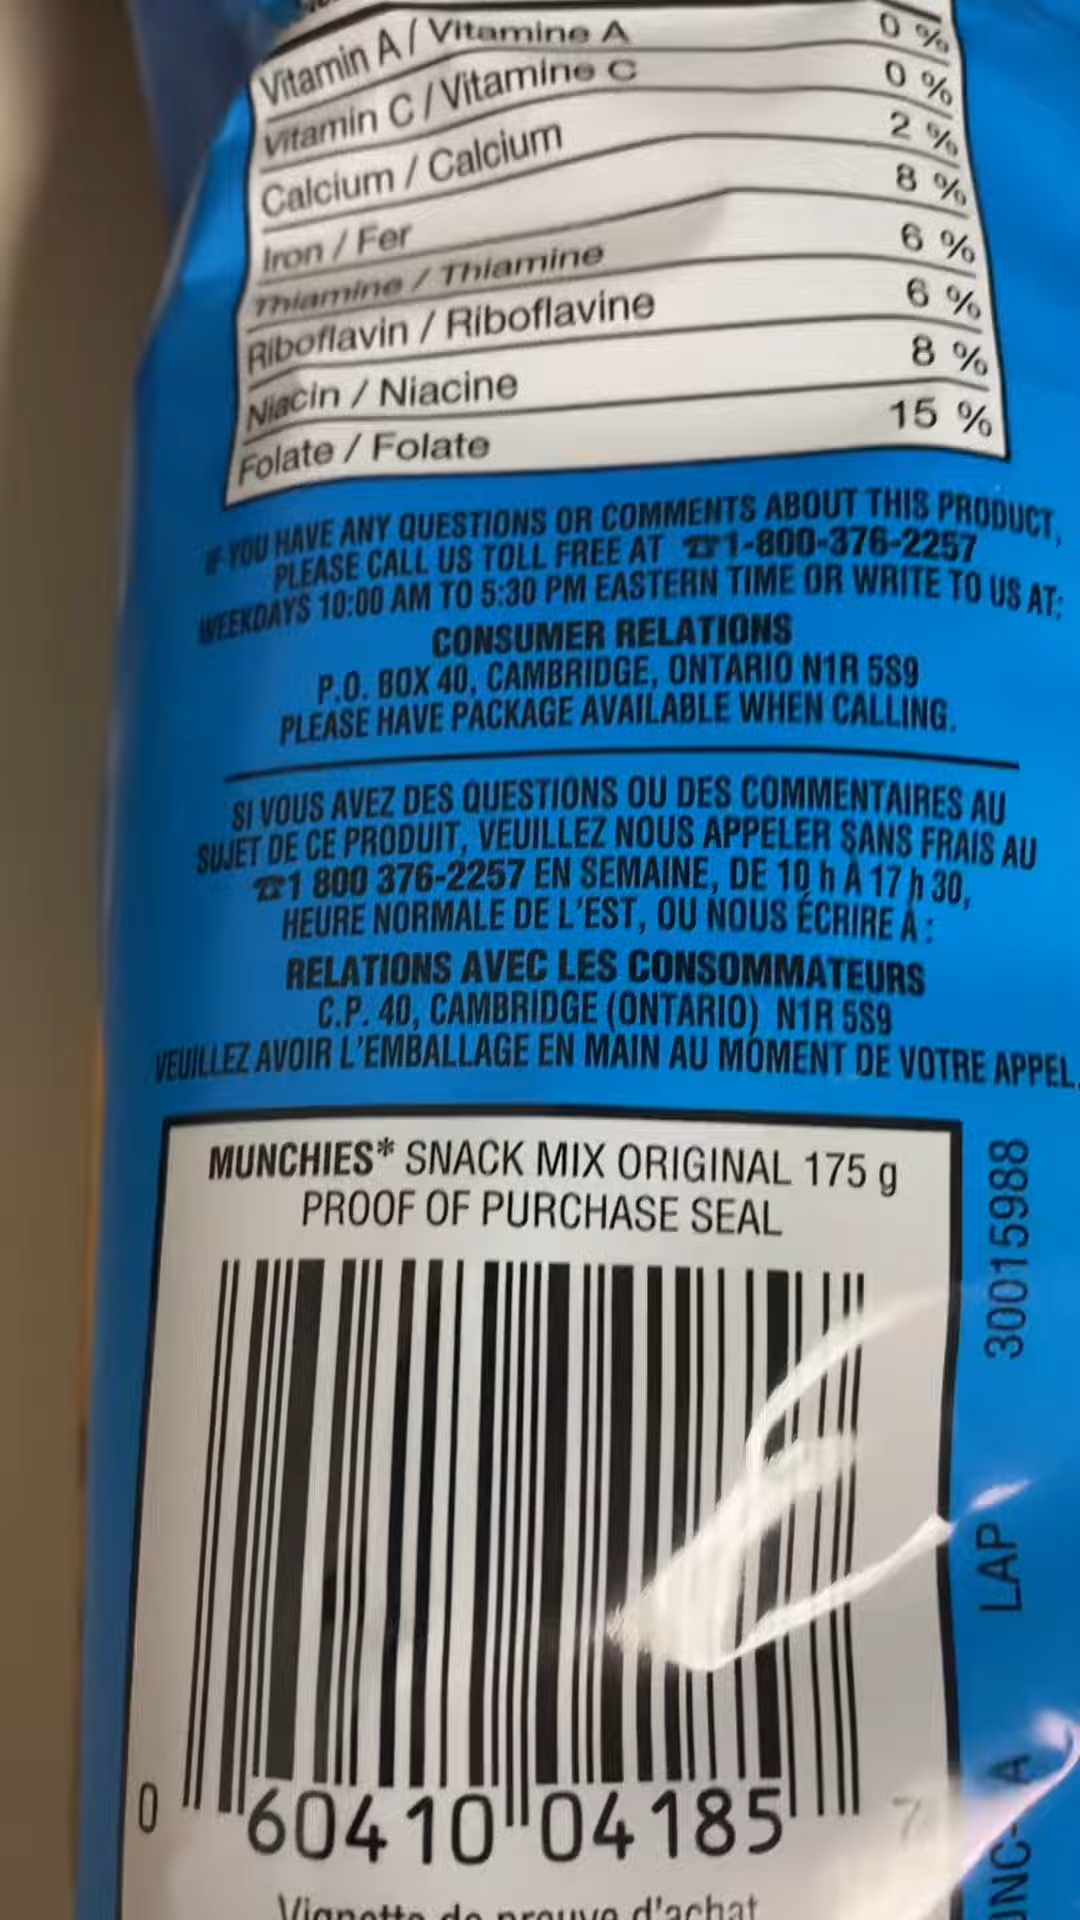 Vitamin A / Vitamine A 0 %
Vitamin C / Vitamine C 0 %
Calcium / Calcium 2 %
Iron / Fer 8 %
Thiamine / Thiamine 6 %
Riboflavin / Riboflavine 6 %
Niacin / Niacine 8 %
Folate / Folate 15 %
IF YOU HAVE ANY QUESTIONS OR COMMENTS ABOUT THIS PRODUCT,
PLEASE CALL US TOLL FREE AT ☎1-800-376-2257
WEEKDAYS 10:00 AM TO 5:30 PM EASTERN TIME OR WRITE TO US AT:
CONSUMER RELATIONS
P.O. BOX 40, CAMBRIDGE, ONTARIO N1R 5S9
PLEASE HAVE PACKAGE AVAILABLE WHEN CALLING.
SI VOUS AVEZ DES QUESTIONS OU DES COMMENTAIRES AU
SUJET DE CE PRODUIT, VEUILLEZ NOUS APPELER SANS FRAIS AU
☎1 800 376-2257 EN SEMAINE, DE 10 h À 17 h 30,
HEURE NORMALE DE L'EST, OU NOUS ÉCRIRE À :
RELATIONS AVEC LES CONSOMMATEURS
C.P. 40, CAMBRIDGE (ONTARIO) N1R 5S9
VEUILLEZ AVOIR L'EMBALLAGE EN MAIN AU MOMENT DE VOTRE APPEL.
MUNCHIES* SNACK MIX ORIGINAL 175 g
PROOF OF PURCHASE SEAL
0 60410 04185 7
Vignette de preuve d'achat
30015988
LAP